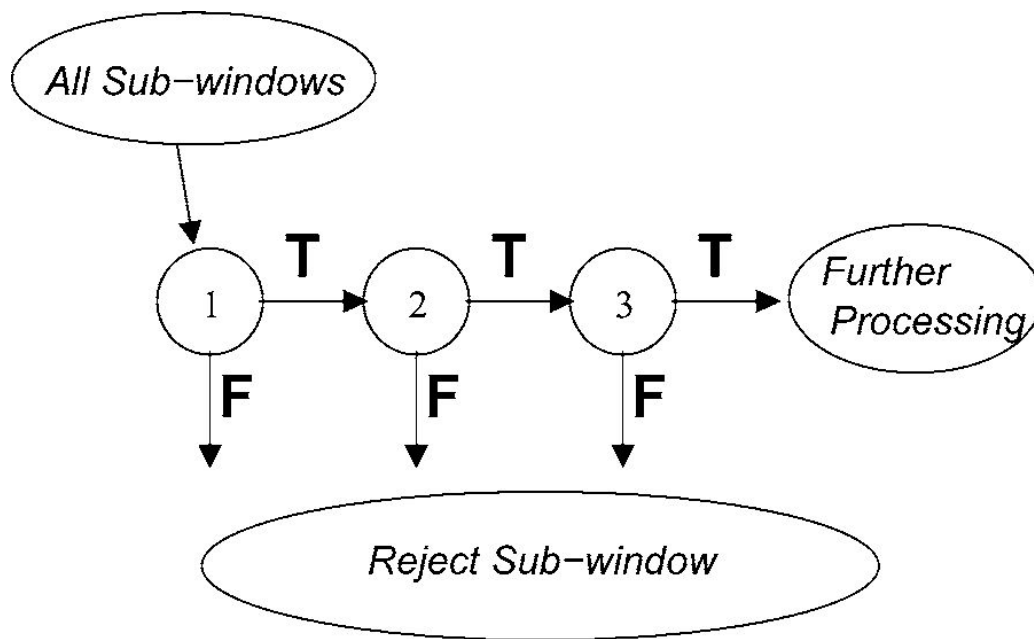 All Sub−windows
T
T
T
1
2
3
Further
Processing
F
F
F
Reject Sub−window